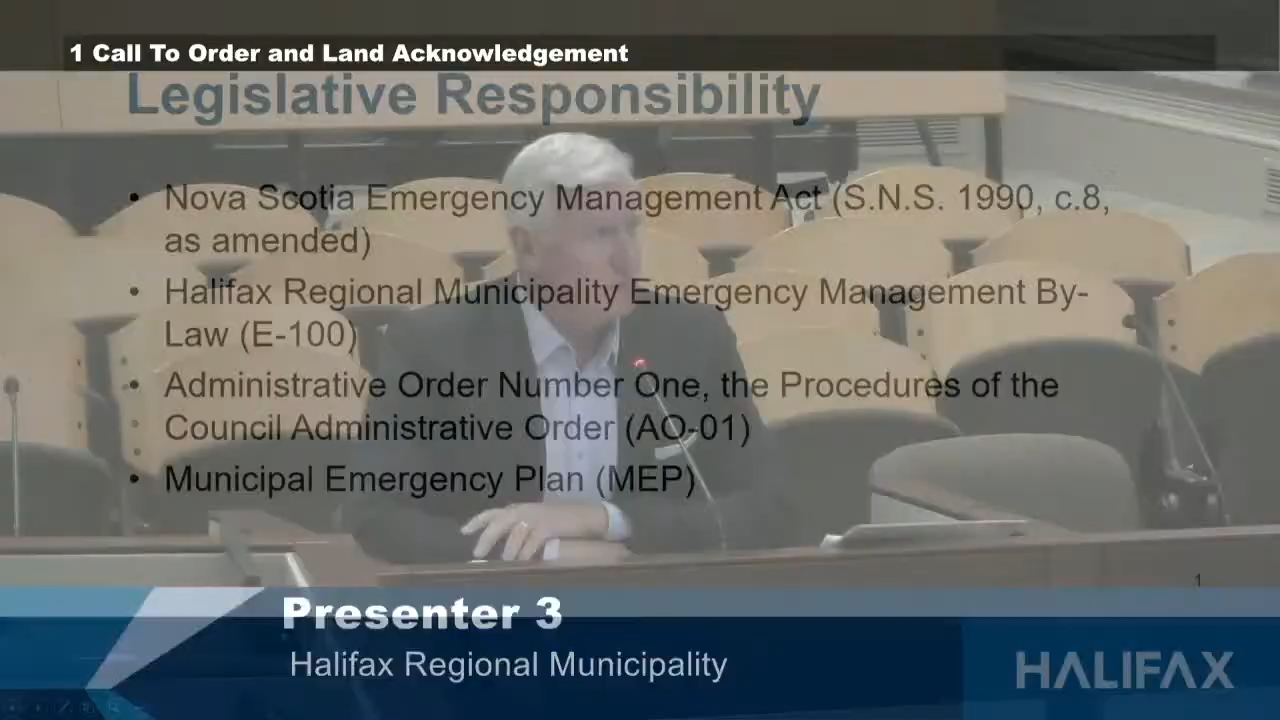 1 Call To Order and Land Acknowledgement
Legislative Responsibility
• Nova Scotia Emergency Management Act (S.N.S. 1990, c.8,
as amended)
• Halifax Regional Municipality Emergency Management By-
Law (E-100)
• Administrative Order Number One, the Procedures of the
Council Administrative Order (AO-01)
• Municipal Emergency Plan (MEP)
1
Presenter 3
Halifax Regional Municipality
HALIFAX